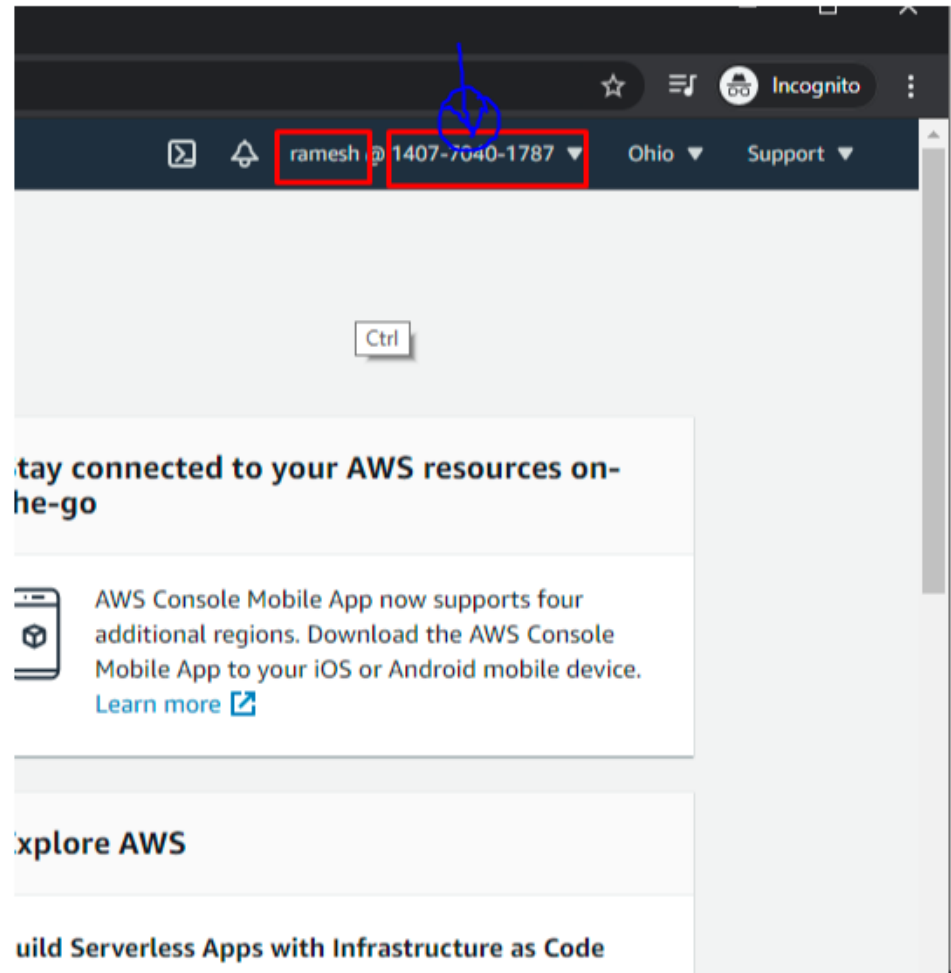 Incognito
ramesh @ 1407-7040-1787 ▼ Ohio ▼ Support ▼
Ctrl
tay connected to your AWS resources on-
he-go
AWS Console Mobile App now supports four
additional regions. Download the AWS Console
Mobile App to your iOS or Android mobile device.
Learn more
xplore AWS
uild Serverless Apps with Infrastructure as Code